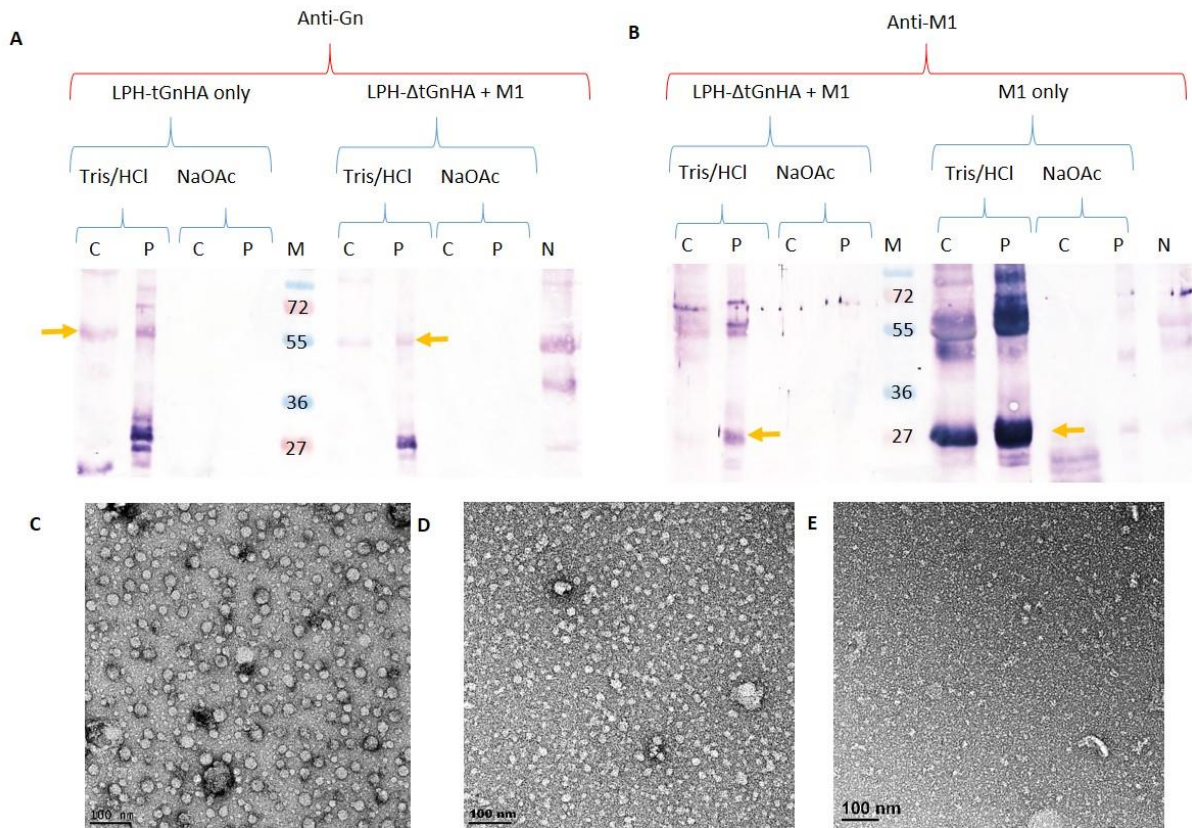 Anti-Gn
A
LPH-tGnHA only
LPH-ΔtGnHA + M1
Tris/HCl
NaOAc
Tris/HCl
NaOAc
C
P
C
P
M
C
P
C
P
N
72
55
36
27
Anti-M1
B
LPH-ΔtGnHA + M1
M1 only
Tris/HCl
NaOAc
Tris/HCl
NaOAc
C
P
C
P
M
C
P
C
P
N
72
55
36
27
C
100 nm
D
100 nm
E
100 nm